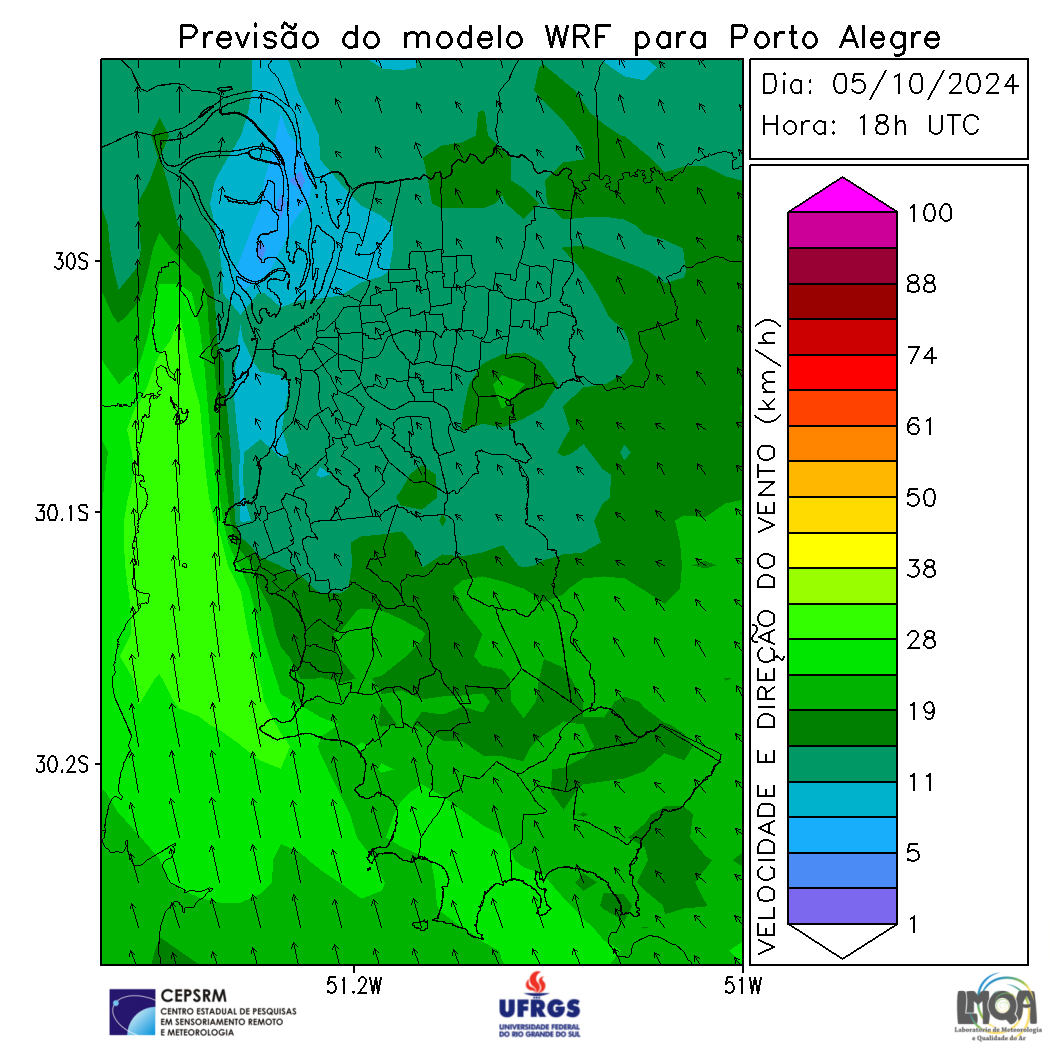 Previsão do modelo WRF para Porto Alegre
Dia: 05/10/2024
Hora: 18h UTC
30S
30.1S
30.2S
51.2W
51W
VELOCIDADE E DIREÇÃO DO VENTO (km/h)
100
88
74
61
50
38
28
19
11
5
1
CEPSRM
CENTRO ESTADUAL DE PESQUISAS
EM SENSORIAMENTO REMOTO
E METEOROLOGIA
UFRGS
UNIVERSIDADE FEDERAL
DO RIO GRANDE DO SUL
LMQA
Laboratório de Meteorologia
e Qualidade do Ar